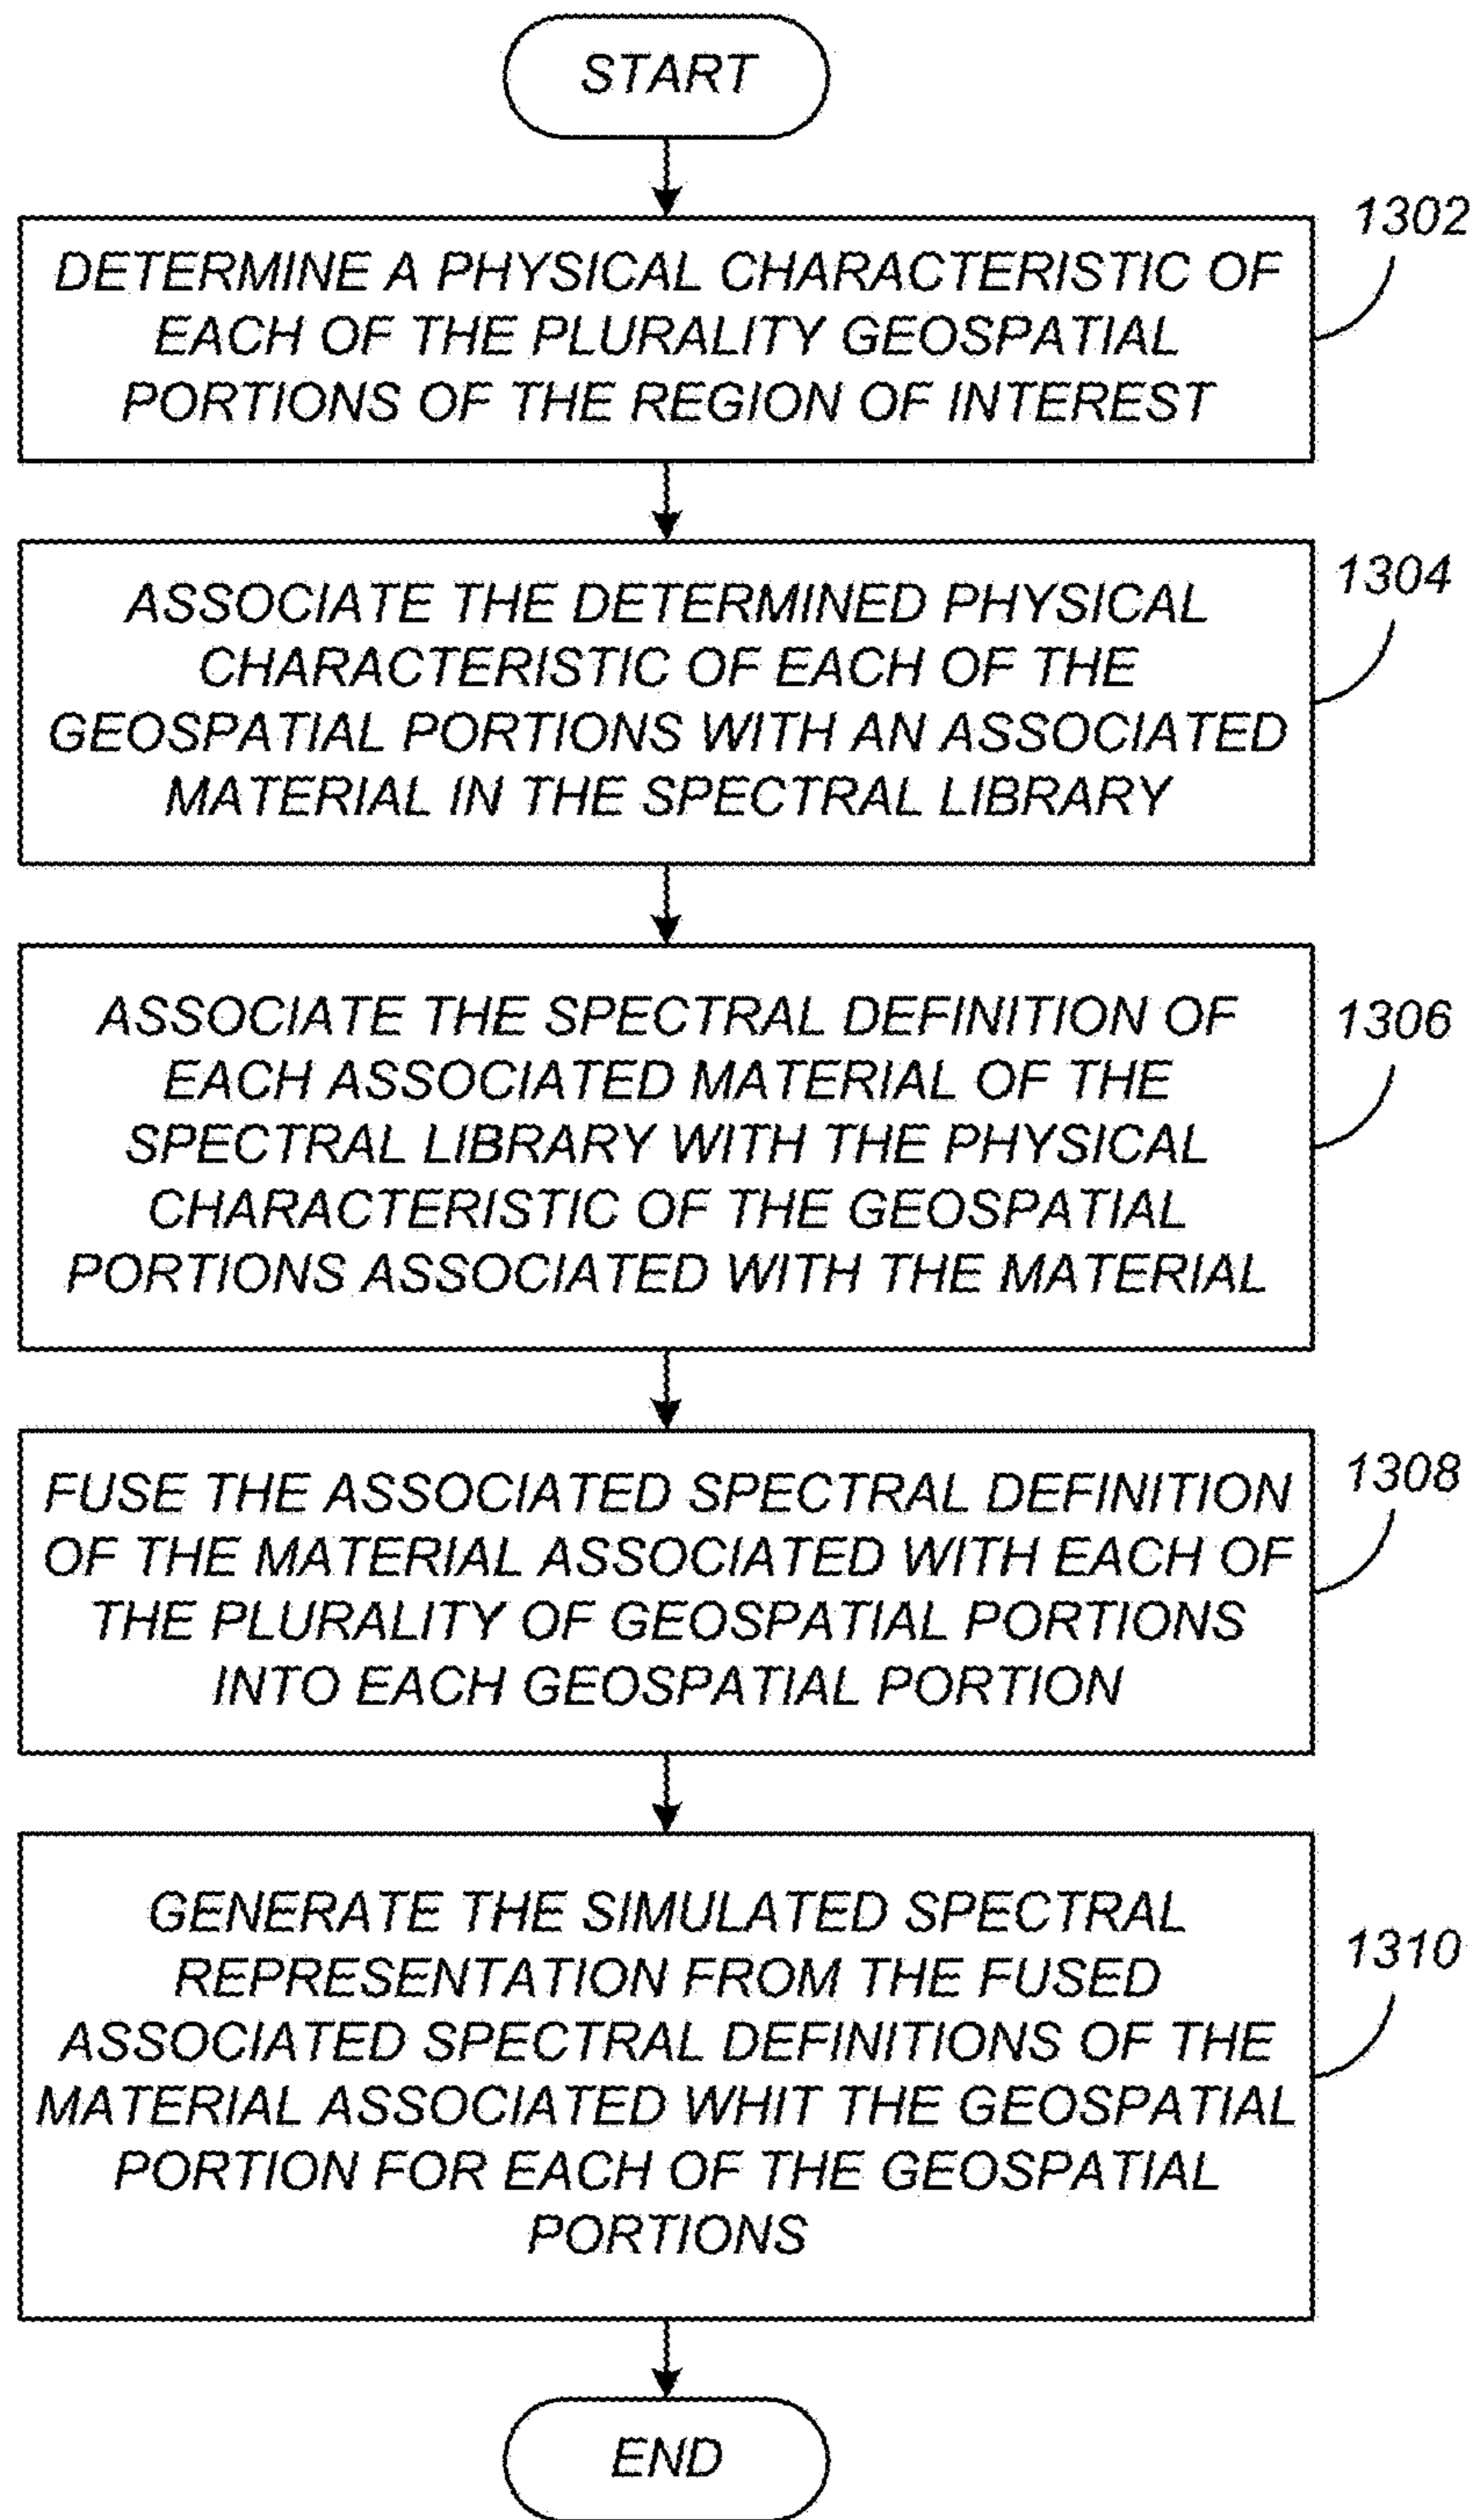 START
1302
DETERMINE A PHYSICAL CHARACTERISTIC OF
EACH OF THE PLURALITY GEOSPATIAL
PORTIONS OF THE REGION OF INTEREST
1304
ASSOCIATE THE DETERMINED PHYSICAL
CHARACTERISTIC OF EACH OF THE
GEOSPATIAL PORTIONS WITH AN ASSOCIATED
MATERIAL IN THE SPECTRAL LIBRARY
1306
ASSOCIATE THE SPECTRAL DEFINITION OF
EACH ASSOCIATED MATERIAL OF THE
SPECTRAL LIBRARY WITH THE PHYSICAL
CHARACTERISTIC OF THE GEOSPATIAL
PORTIONS ASSOCIATED WITH THE MATERIAL
1308
FUSE THE ASSOCIATED SPECTRAL DEFINITION
OF THE MATERIAL ASSOCIATED WITH EACH OF
THE PLURALITY OF GEOSPATIAL PORTIONS
INTO EACH GEOSPATIAL PORTION
1310
GENERATE THE SIMULATED SPECTRAL
REPRESENTATION FROM THE FUSED
ASSOCIATED SPECTRAL DEFINITIONS OF THE
MATERIAL ASSOCIATED WHIT THE GEOSPATIAL
PORTION FOR EACH OF THE GEOSPATIAL
PORTIONS
END